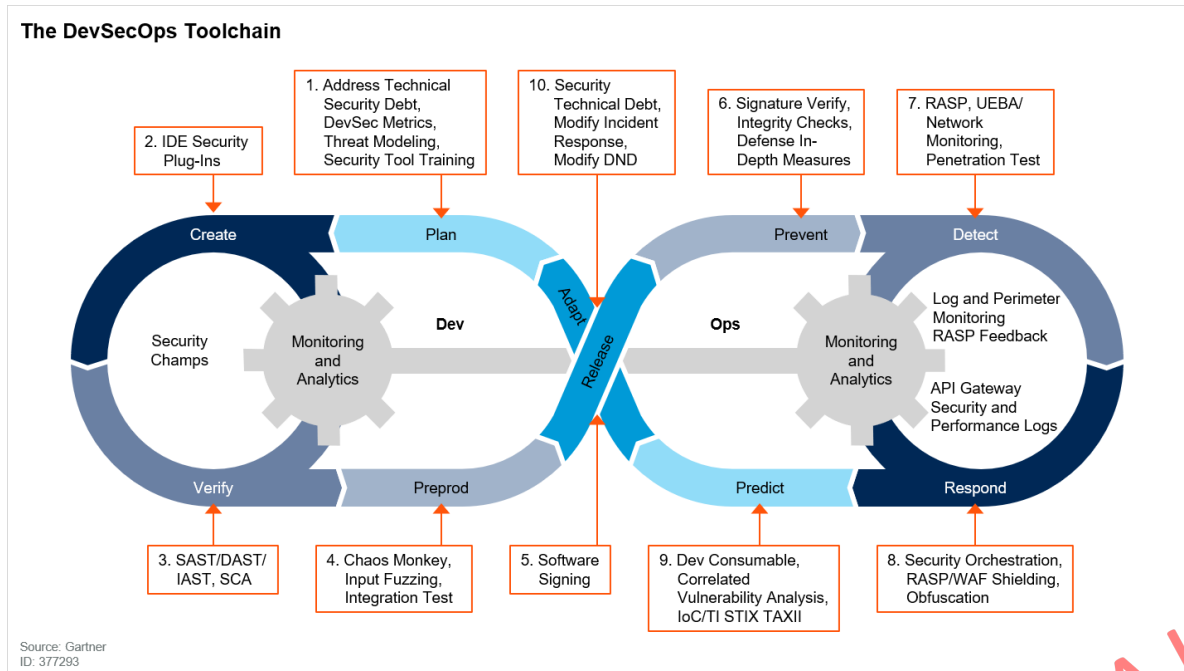 The DevSecOps Toolchain
1. Address Technical
Security Debt,
DevSec Metrics,
Threat Modeling,
Security Tool Training
10. Security
Technical Debt,
Modify Incident
Response,
Modify DND
6. Signature Verify,
Integrity Checks,
Defense In-
Depth Measures
7. RASP, UEBA/
Network
Monitoring,
Penetration Test
2. IDE Security
Plug-Ins
Create
Plan
Prevent
Detect
Adapt
Release
Dev
Ops
Security
Champs
Monitoring
and
Analytics
Monitoring
and
Analytics
Log and Perimeter
Monitoring
RASP Feedback
API Gateway
Security and
Performance Logs
Verify
Preprod
Predict
Respond
3. SAST/DAST/
IAST, SCA
4. Chaos Monkey,
Input Fuzzing,
Integration Test
5. Software
Signing
9. Dev Consumable,
Correlated
Vulnerability Analysis,
IoC/TI STIX TAXII
8. Security Orchestration,
RASP/WAF Shielding,
Obfuscation
Source: Gartner
ID: 377293